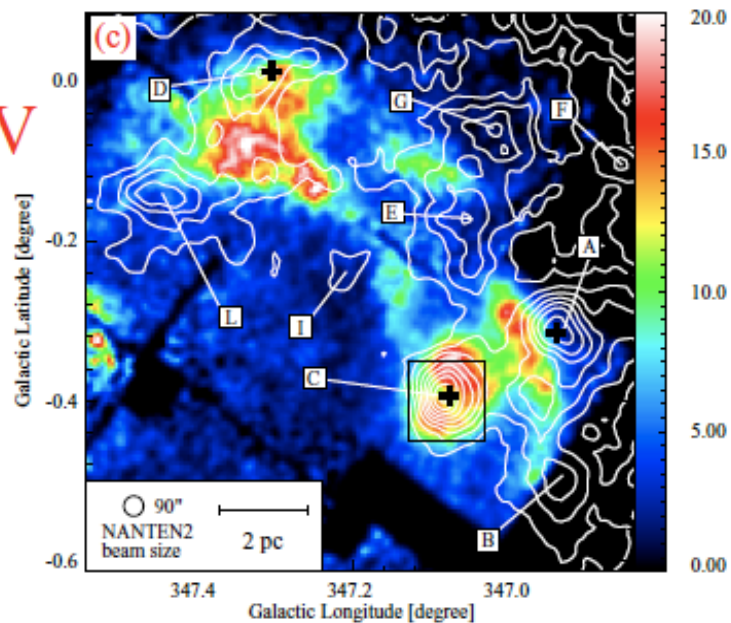 (c)
V
D
G
F
E
A
L
I
C
B
90"
NANTEN2
beam size
2 pc
0.0
-0.2
-0.4
-0.6
Galactic Latitude [degree]
347.4
347.2
347.0
Galactic Longitude [degree]
20.0
15.0
10.0
5.00
0.00